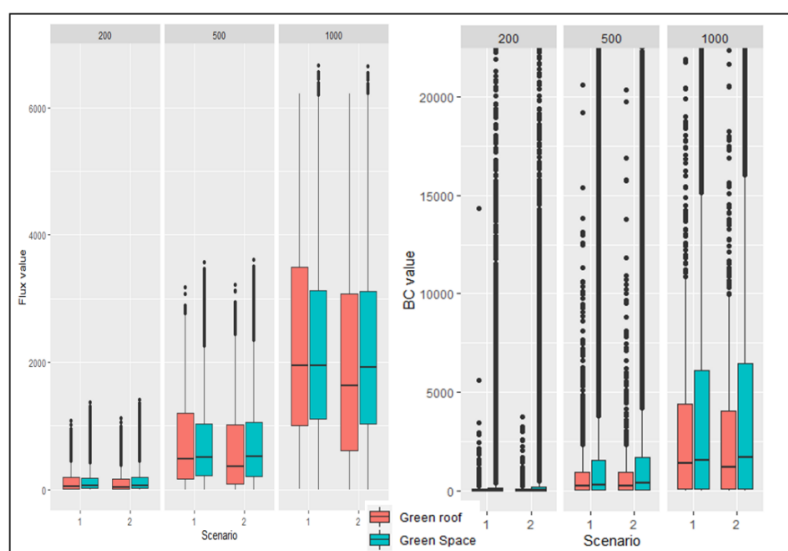 200 500 1000
Flux value
6000
4000
2000
0
1 2 1 2 1 2
Scenario
200 500 1000
BC value
20000
15000
10000
5000
0
1 2 1 2 1 2
Scenario
Green roof
Green Space